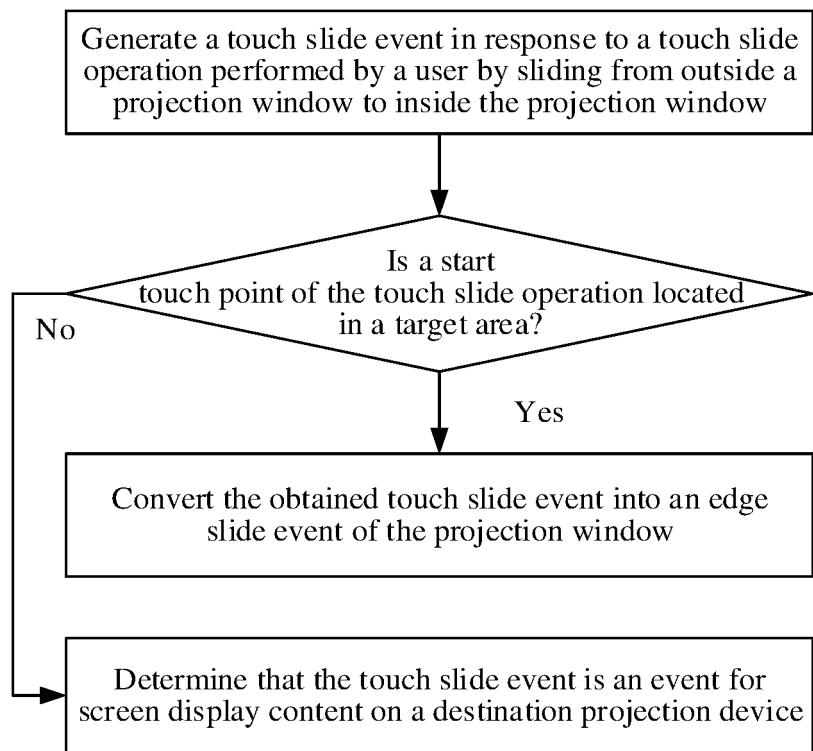 Generate a touch slide event in response to a touch slide
operation performed by a user by sliding from outside a
projection window to inside the projection window
Is a start
touch point of the touch slide operation located
in a target area?
No
Yes
Convert the obtained touch slide event into an edge
slide event of the projection window
Determine that the touch slide event is an event for
screen display content on a destination projection device